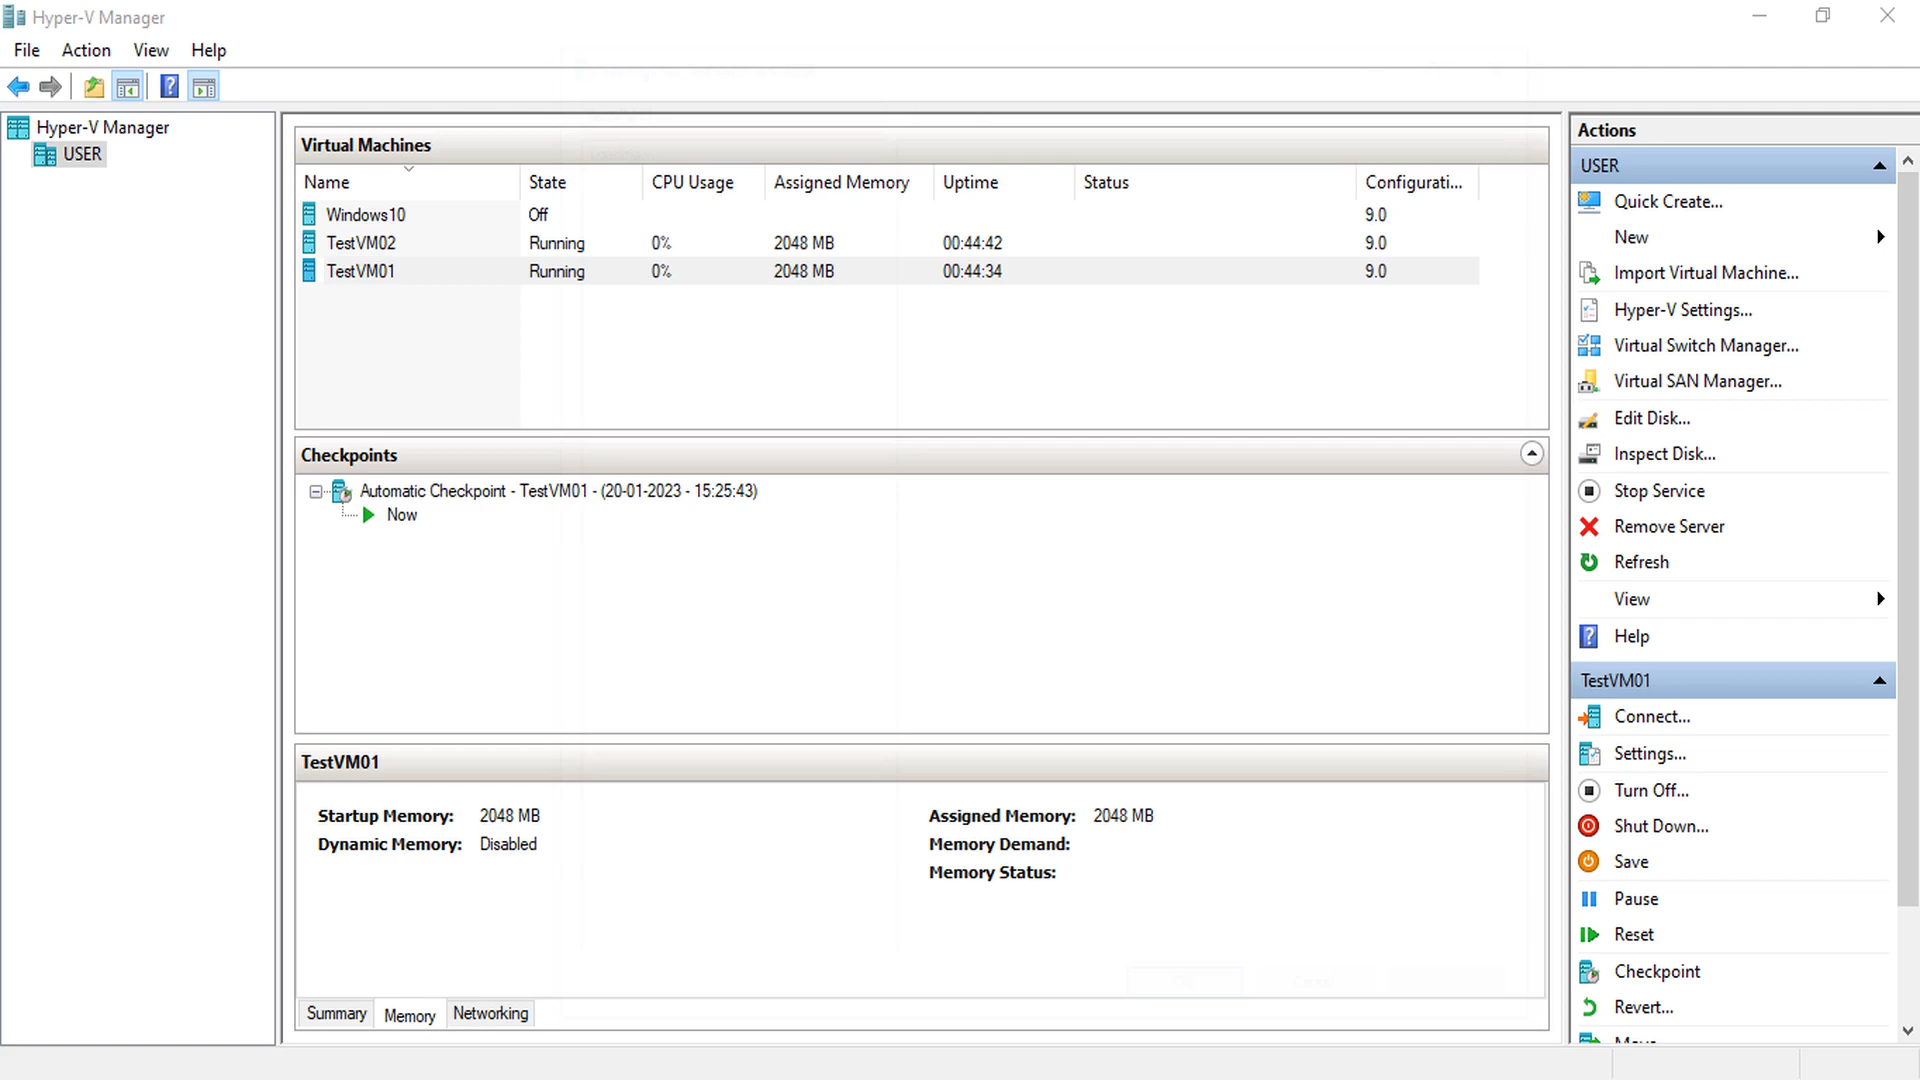 Hyper-V Manager
File Action View Help
Hyper-V Manager
USER
Virtual Machines
Name State CPU Usage Assigned Memory Uptime Status Configurati...
Windows10 Off 9.0
TestVM02 Running 0% 2048 MB 00:44:42 9.0
TestVM01 Running 0% 2048 MB 00:44:34 9.0
Checkpoints
Automatic Checkpoint - TestVM01 - (20-01-2023 - 15:25:43)
Now
TestVM01
Startup Memory: 2048 MB Assigned Memory: 2048 MB
Dynamic Memory: Disabled Memory Demand:
Memory Status:
Summary Memory Networking
Actions
USER
Quick Create...
New
Import Virtual Machine...
Hyper-V Settings...
Virtual Switch Manager...
Virtual SAN Manager...
Edit Disk...
Inspect Disk...
Stop Service
Remove Server
Refresh
View
Help
TestVM01
Connect...
Settings...
Turn Off...
Shut Down...
Save
Pause
Reset
Checkpoint
Revert...